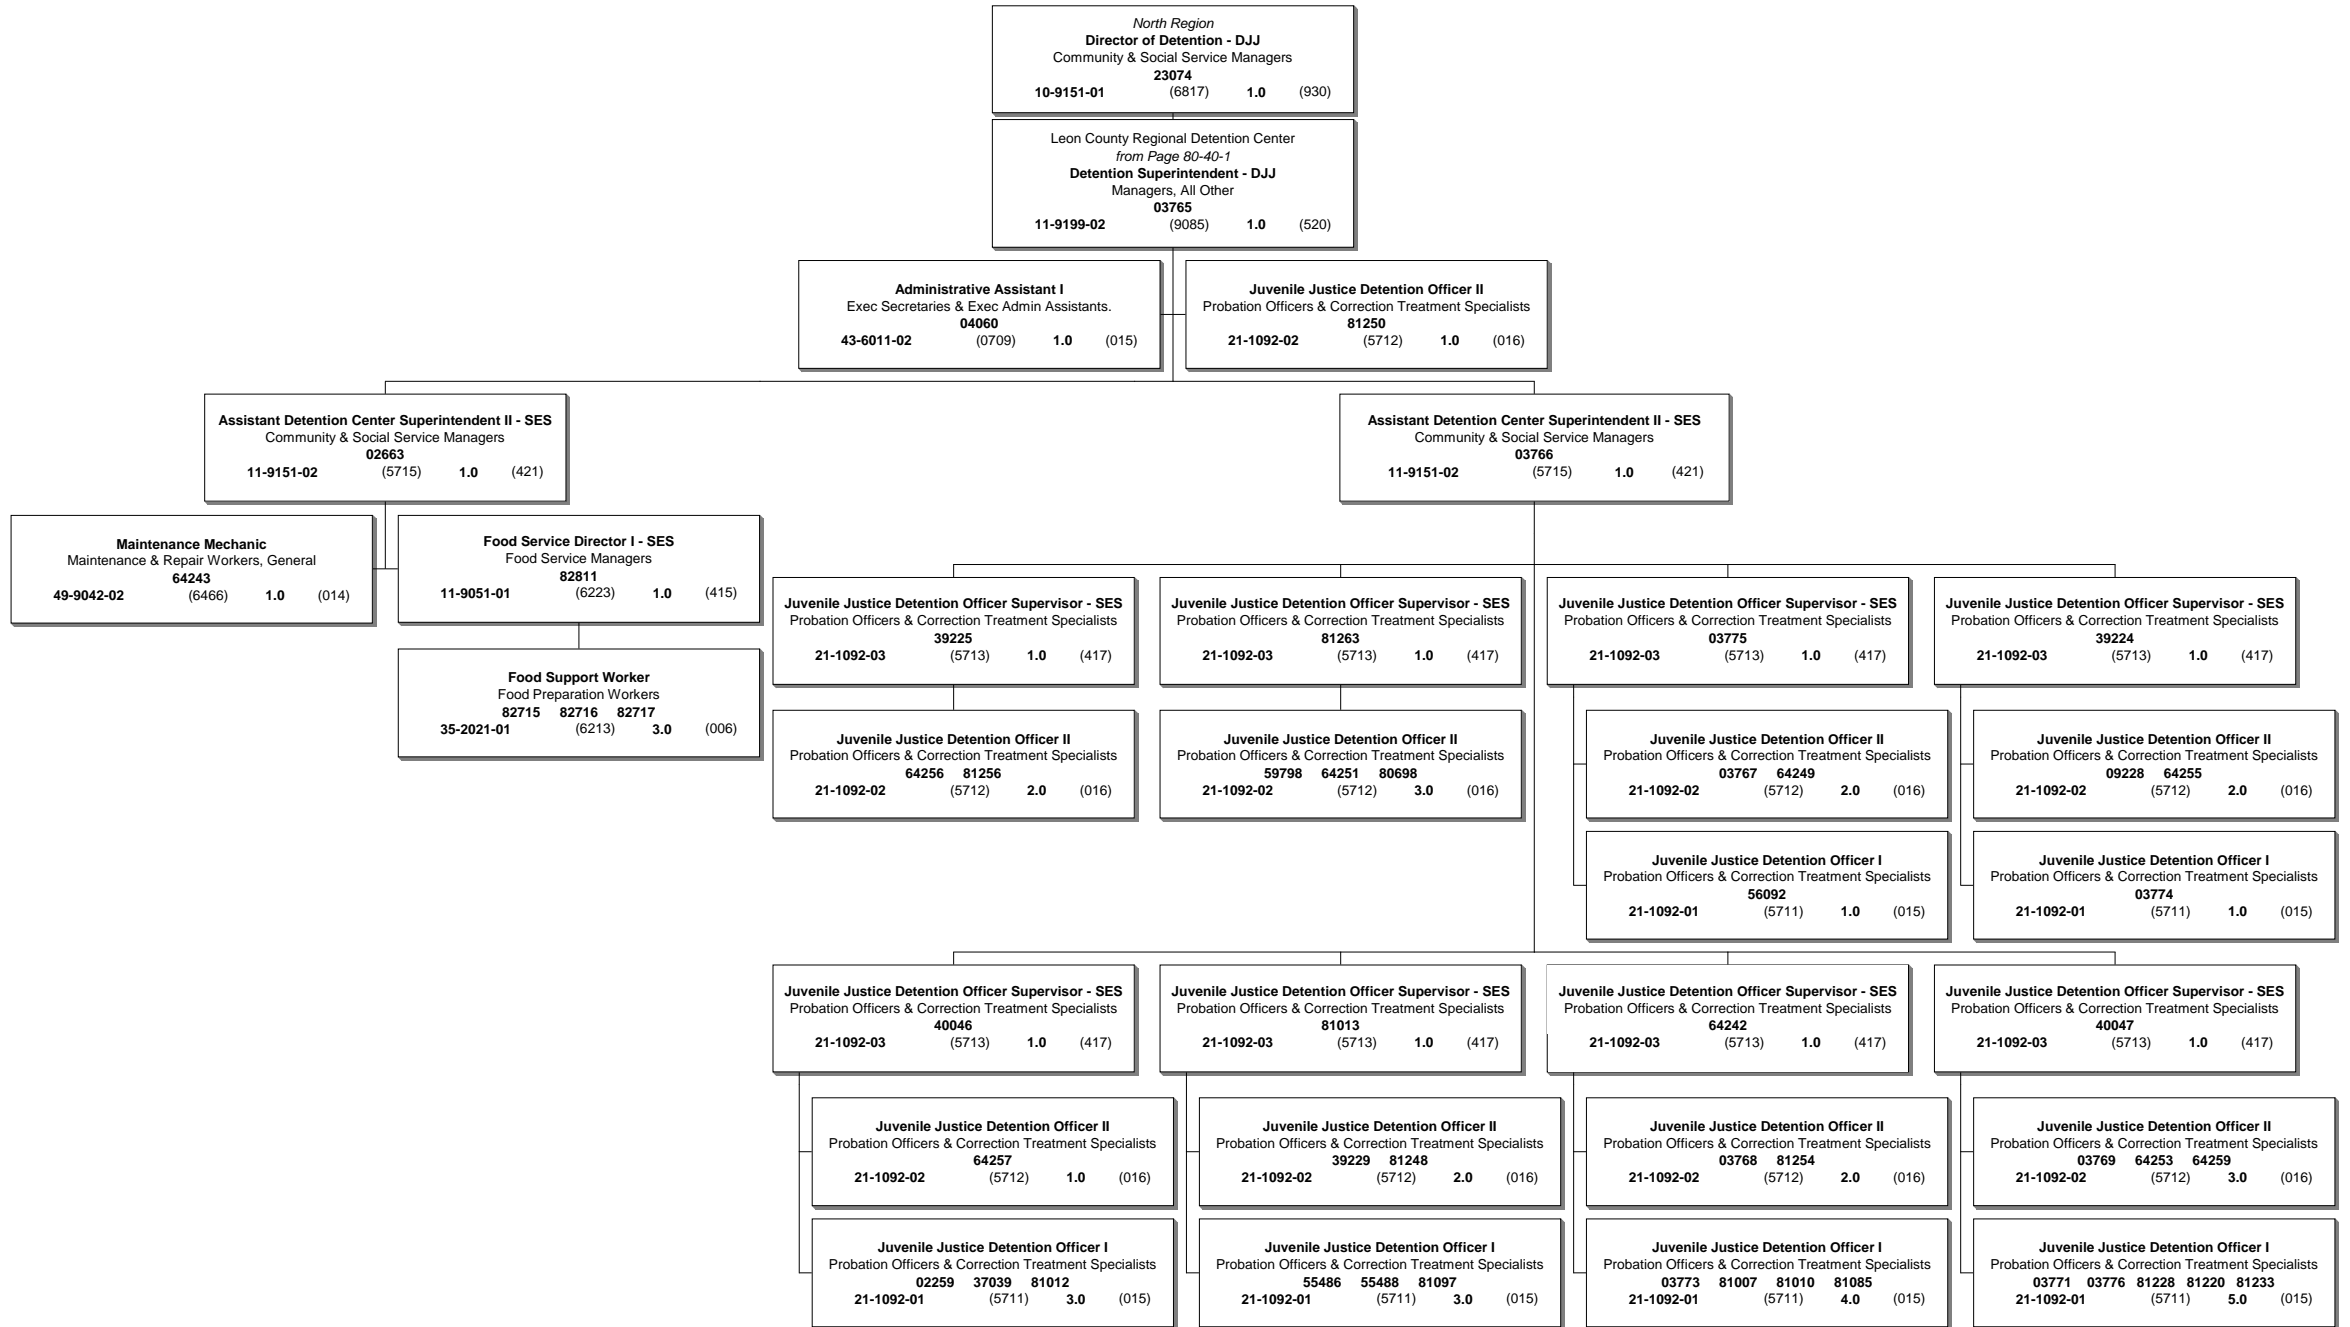 North Region
Director of Detention - DJJ
Community & Social Service Managers
23074
10-9151-01 (6817) 1.0 (930)
Leon County Regional Detention Center
from Page 80-40-1
Detention Superintendent - DJJ
Managers, All Other
03765
11-9199-02 (9085) 1.0 (520)
Administrative Assistant I
Exec Secretaries & Exec Admin Assistants.
04060
43-6011-02 (0709) 1.0 (015)
Juvenile Justice Detention Officer II
Probation Officers & Correction Treatment Specialists
81250
21-1092-02 (5712) 1.0 (016)
Assistant Detention Center Superintendent II - SES
Community & Social Service Managers
02663
11-9151-02 (5715) 1.0 (421)
Assistant Detention Center Superintendent II - SES
Community & Social Service Managers
03766
11-9151-02 (5715) 1.0 (421)
Maintenance Mechanic
Maintenance & Repair Workers, General
64243
49-9042-02 (6466) 1.0 (014)
Food Service Director I - SES
Food Service Managers
82811
11-9051-01 (6223) 1.0 (415)
Food Support Worker
Food Preparation Workers
82715 82716 82717
35-2021-01 (6213) 3.0 (006)
Juvenile Justice Detention Officer Supervisor - SES
Probation Officers & Correction Treatment Specialists
39225
21-1092-03 (5713) 1.0 (417)
Juvenile Justice Detention Officer Supervisor - SES
Probation Officers & Correction Treatment Specialists
81263
21-1092-03 (5713) 1.0 (417)
Juvenile Justice Detention Officer Supervisor - SES
Probation Officers & Correction Treatment Specialists
03775
21-1092-03 (5713) 1.0 (417)
Juvenile Justice Detention Officer Supervisor - SES
Probation Officers & Correction Treatment Specialists
39224
21-1092-03 (5713) 1.0 (417)
Juvenile Justice Detention Officer II
Probation Officers & Correction Treatment Specialists
64256 81256
21-1092-02 (5712) 2.0 (016)
Juvenile Justice Detention Officer II
Probation Officers & Correction Treatment Specialists
59798 64251 80698
21-1092-02 (5712) 3.0 (016)
Juvenile Justice Detention Officer II
Probation Officers & Correction Treatment Specialists
03767 64249
21-1092-02 (5712) 2.0 (016)
Juvenile Justice Detention Officer II
Probation Officers & Correction Treatment Specialists
09228 64255
21-1092-02 (5712) 2.0 (016)
Juvenile Justice Detention Officer I
Probation Officers & Correction Treatment Specialists
56092
21-1092-01 (5711) 1.0 (015)
Juvenile Justice Detention Officer I
Probation Officers & Correction Treatment Specialists
03774
21-1092-01 (5711) 1.0 (015)
Juvenile Justice Detention Officer Supervisor - SES
Probation Officers & Correction Treatment Specialists
40046
21-1092-03 (5713) 1.0 (417)
Juvenile Justice Detention Officer Supervisor - SES
Probation Officers & Correction Treatment Specialists
81013
21-1092-03 (5713) 1.0 (417)
Juvenile Justice Detention Officer Supervisor - SES
Probation Officers & Correction Treatment Specialists
64242
21-1092-03 (5713) 1.0 (417)
Juvenile Justice Detention Officer Supervisor - SES
Probation Officers & Correction Treatment Specialists
40047
21-1092-03 (5713) 1.0 (417)
Juvenile Justice Detention Officer II
Probation Officers & Correction Treatment Specialists
64257
21-1092-02 (5712) 1.0 (016)
Juvenile Justice Detention Officer II
Probation Officers & Correction Treatment Specialists
39229 81248
21-1092-02 (5712) 2.0 (016)
Juvenile Justice Detention Officer II
Probation Officers & Correction Treatment Specialists
03768 81254
21-1092-02 (5712) 2.0 (016)
Juvenile Justice Detention Officer II
Probation Officers & Correction Treatment Specialists
03769 64253 64259
21-1092-02 (5712) 3.0 (016)
Juvenile Justice Detention Officer I
Probation Officers & Correction Treatment Specialists
02259 37039 81012
21-1092-01 (5711) 3.0 (015)
Juvenile Justice Detention Officer I
Probation Officers & Correction Treatment Specialists
55486 55488 81097
21-1092-01 (5711) 3.0 (015)
Juvenile Justice Detention Officer I
Probation Officers & Correction Treatment Specialists
03773 81007 81010 81085
21-1092-01 (5711) 4.0 (015)
Juvenile Justice Detention Officer I
Probation Officers & Correction Treatment Specialists
03771 03776 81228 81220 81233
21-1092-01 (5711) 5.0 (015)